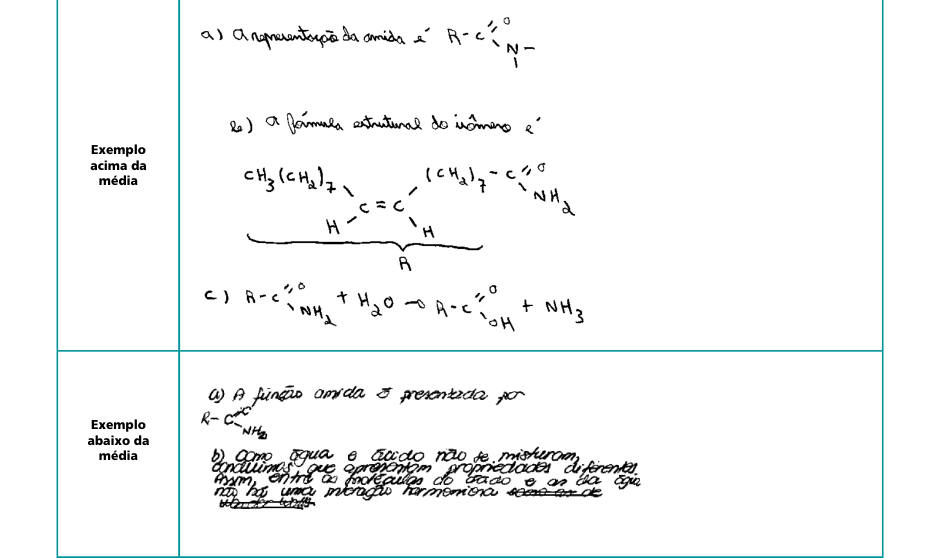 Exemplo
acima da
média
a) A representação da amida é R-C=O
N-
b) A fórmula estrutural do isômero é
CH3(CH2)7 (CH2)7-C=O
NH2
C=C
H H
R
c) R-C=O NH2 + H2O → R-C=O OH + NH3
Exemplo
abaixo da
média
a) A função amida é presentada por
R-C
NH2
b) Como água e ácido não se misturam,
concluimos que apresentam propriedades diferentes.
Assim, entre as moléculas do ácido e as da água
não há uma interação harmoniosa